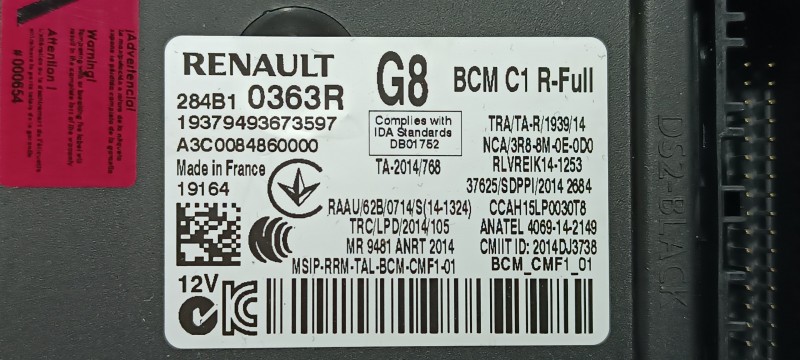 RENAULT
G8
BCM C1 R-Full
284B1 0363R
19379493673597
A3C0084860000
Made in France
19164
Complies with
IDA Standards
DB01752
TA-2014/768
TRA/TA-R/1939/14
NCA/3R8-8M-0E-0D0
RLVREIK14-1253
37625/SDPPI/2014 2684
RAAU/62B/0714/S(14-1324)
CCAH15LP0030T8
TRC/LPD/2014/105
ANATEL 4069-14-2149
MR 9481 ANRT 2014
CMIIT ID: 2014DJ3738
MSIP-RRM-TAL-BCM-CMF1-01
BCM_CMF1_01
12V
¡Advertencia!
Warning!
Attention !
# 000654
DS2-BLACK